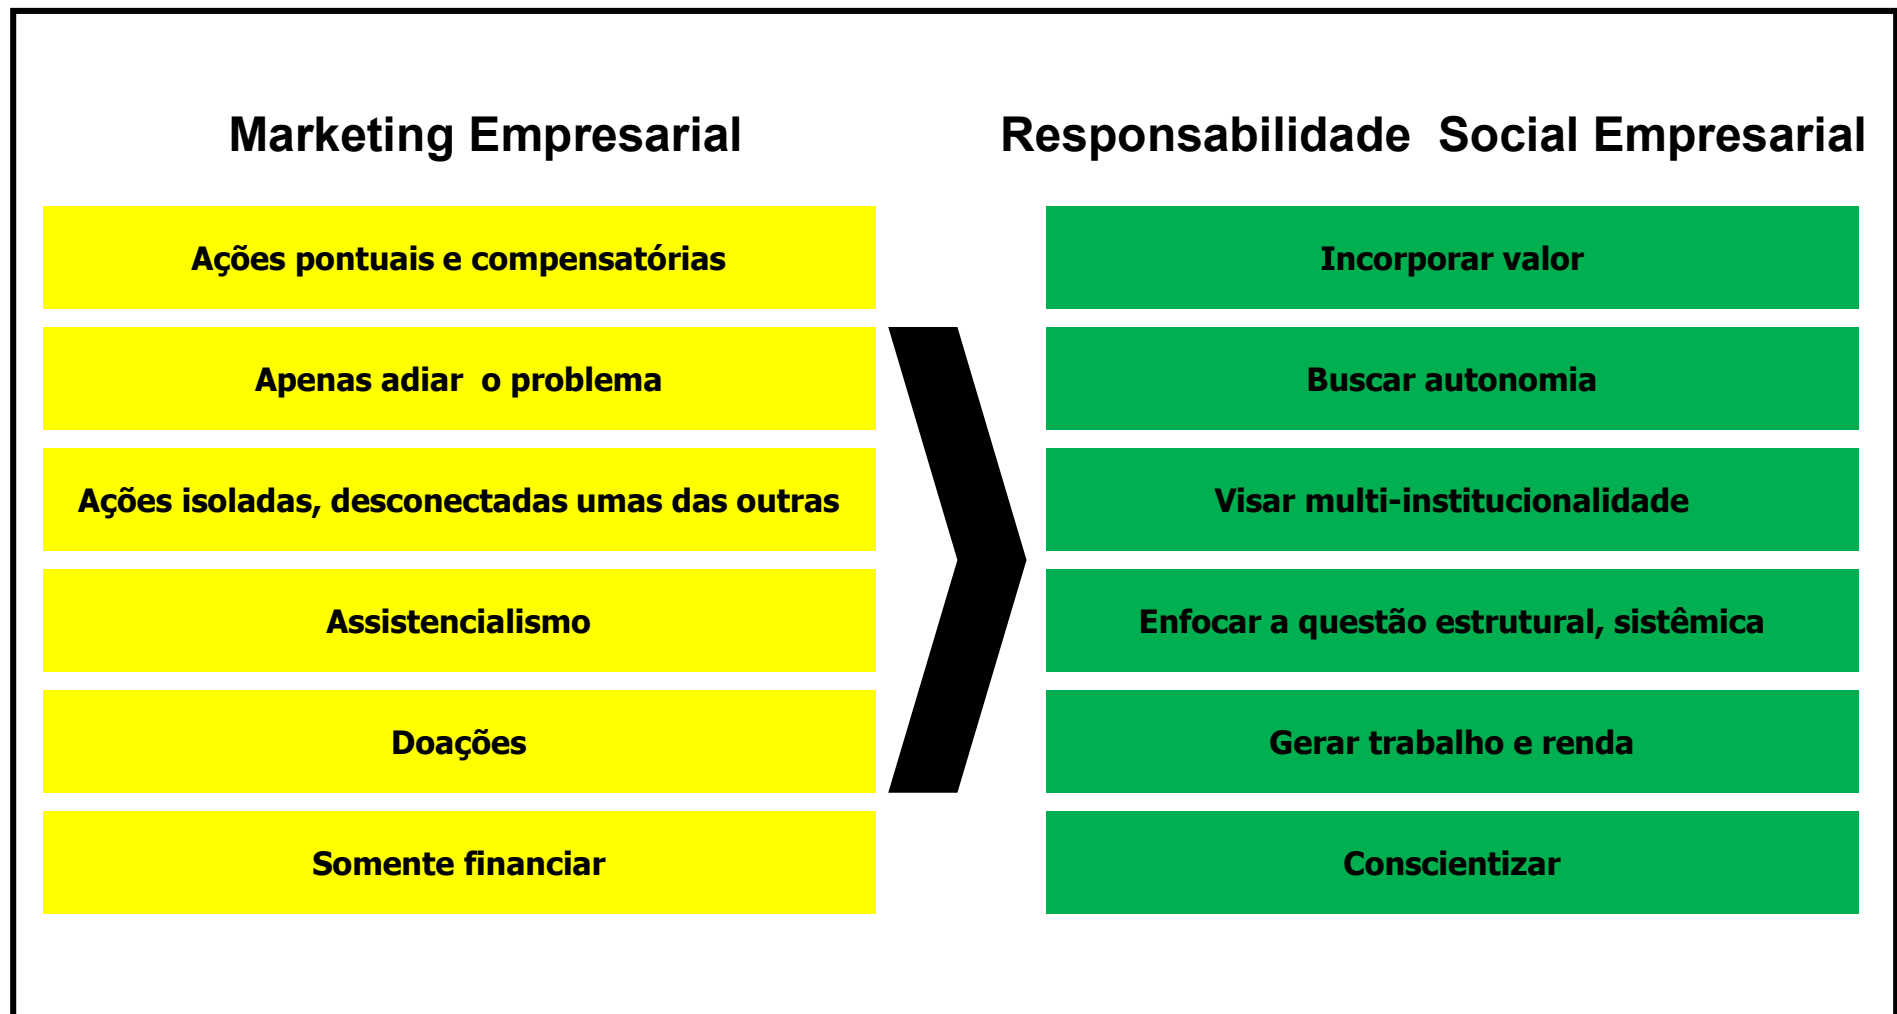 Marketing Empresarial
Responsabilidade  Social Empresarial
Ações pontuais e compensatórias
Incorporar valor
Apenas adiar  o problema
Buscar autonomia
Ações isoladas, desconectadas umas das outras
Visar multi-institucionalidade
Assistencialismo
Enfocar a questão estrutural, sistêmica
Doações
Gerar trabalho e renda
Somente financiar
Conscientizar